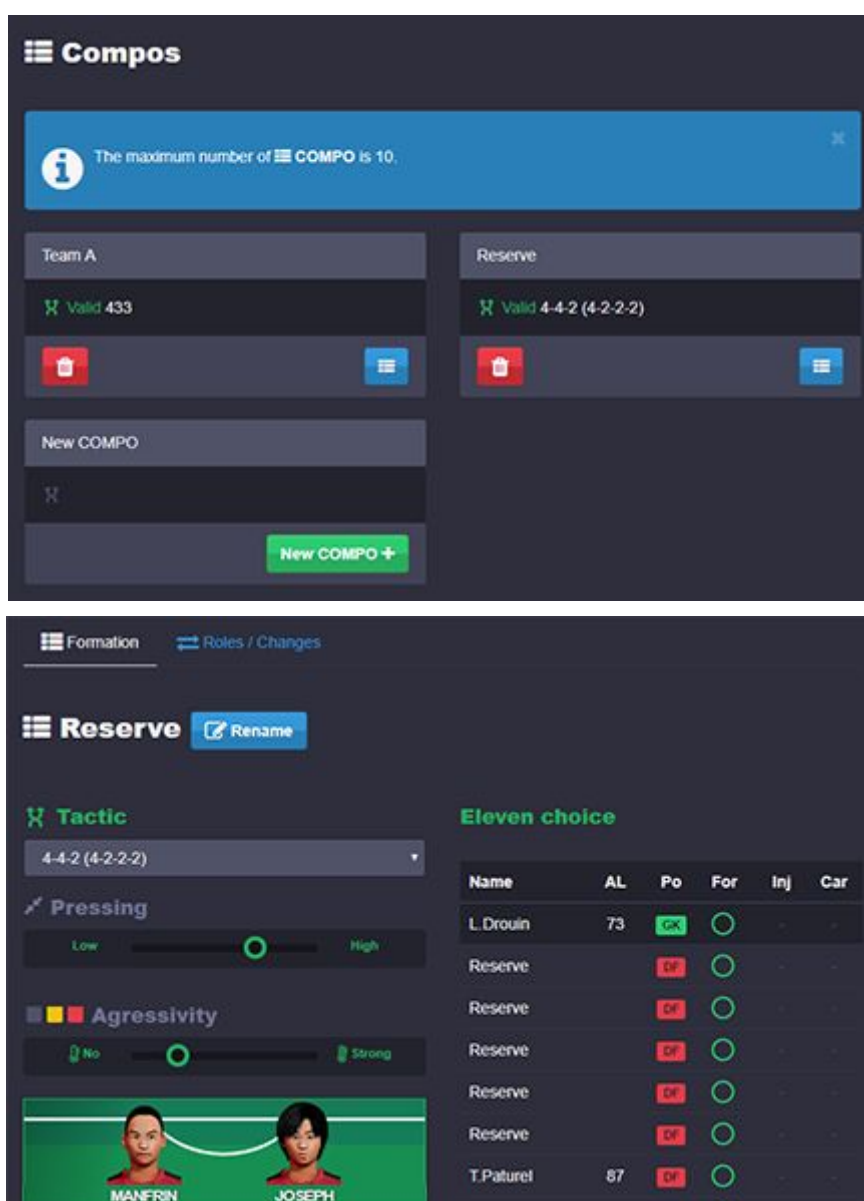 Compos
The maximum number of COMPO is 10.
Team A
Valid 433
Reserve
Valid 4-4-2 (4-2-2-2)
New COMPO
New COMPO +
Formation
Roles / Changes
Reserve
Rename
Tactic
4-4-2 (4-2-2-2)
Pressing
Low High
Agressivity
No Strong
MANFRIN JOSEPH
Eleven choice
Name AL Po For Inj Car
L.Drouin 73 GK - -
Reserve DF - -
Reserve DF - -
Reserve DF - -
Reserve DF - -
Reserve DF - -
T.Paturel 87 DF - -